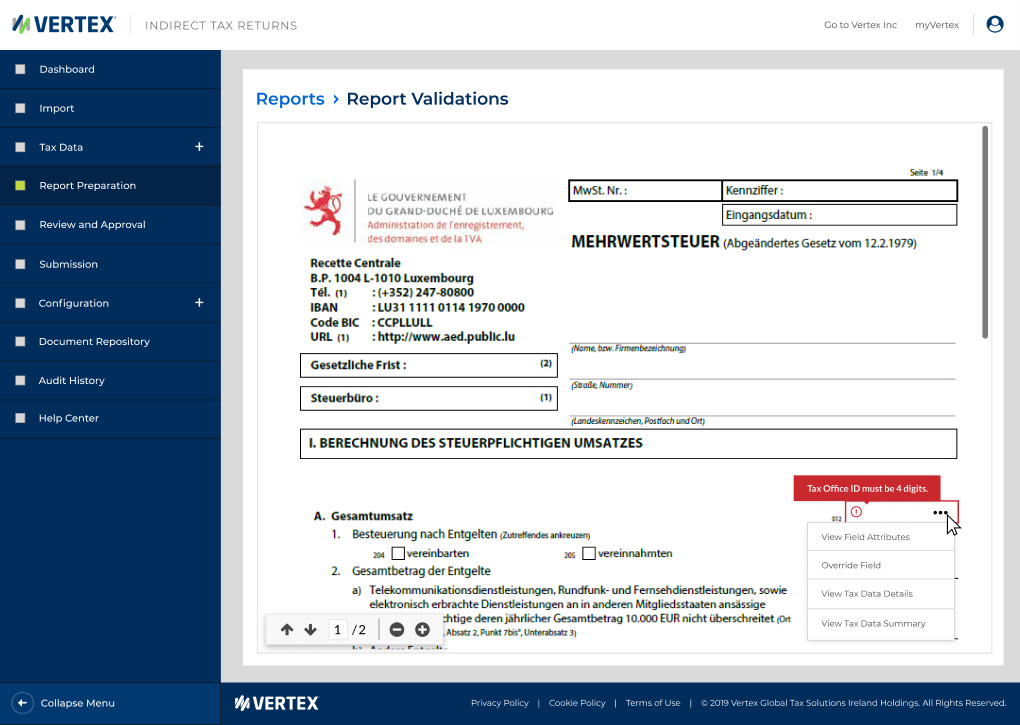 VERTEX
INDIRECT TAX RETURNS
Go to Vertex Inc
myVertex
Dashboard
Import
Tax Data +
Report Preparation
Review and Approval
Submission
Configuration +
Document Repository
Audit History
Help Center
Collapse Menu
Reports › Report Validations
Seite 1/4
LE GOUVERNEMENT
DU GRAND-DUCHÉ DE LUXEMBOURG
Administration de l'enregistrement,
des domaines et de la TVA
MwSt. Nr. :
Kennziffer :
Eingangsdatum :
MEHRWERTSTEUER (Abgeändertes Gesetz vom 12.2.1979)
Recette Centrale
B.P. 1004 L-1010 Luxembourg
Tél. (1) : (+352) 247-80800
IBAN : LU31 1111 0114 1970 0000
Code BIC : CCPLLULL
URL (1) : http://www.aed.public.lu
(Name, bzw. Firmenbezeichnung)
Gesetzliche Frist : (2)
(Straße, Nummer)
Steuerbüro : (1)
(Landeskennzeichen, Postfach und Ort)
I. BERECHNUNG DES STEUERPFLICHTIGEN UMSATZES
Tax Office ID must be 4 digits.
A. Gesamtumsatz
012
1. Besteuerung nach Entgelten (Zutreffendes ankreuzen)
204 vereinbarten
205 vereinnahmten
2. Gesamtbetrag der Entgelte
a) Telekommunikationsdienstleistungen, Rundfunk- und Fernsehdienstleistungen, sowie
elektronisch erbrachte Dienstleistungen an in anderen Mitgliedsstaaten ansässige
chtige deren jährlicher Gesamtbetrag 10.000 EUR nicht überschreitet (Ort
, Absatz 2, Punkt 7bis°, Unterabsatz 3)
b) Andere Entgelte
View Field Attributes
Override Field
View Tax Data Details
View Tax Data Summary
1 / 2
VERTEX
Privacy Policy | Cookie Policy | Terms of Use | © 2019 Vertex Global Tax Solutions Ireland Holdings. All Rights Reserved.